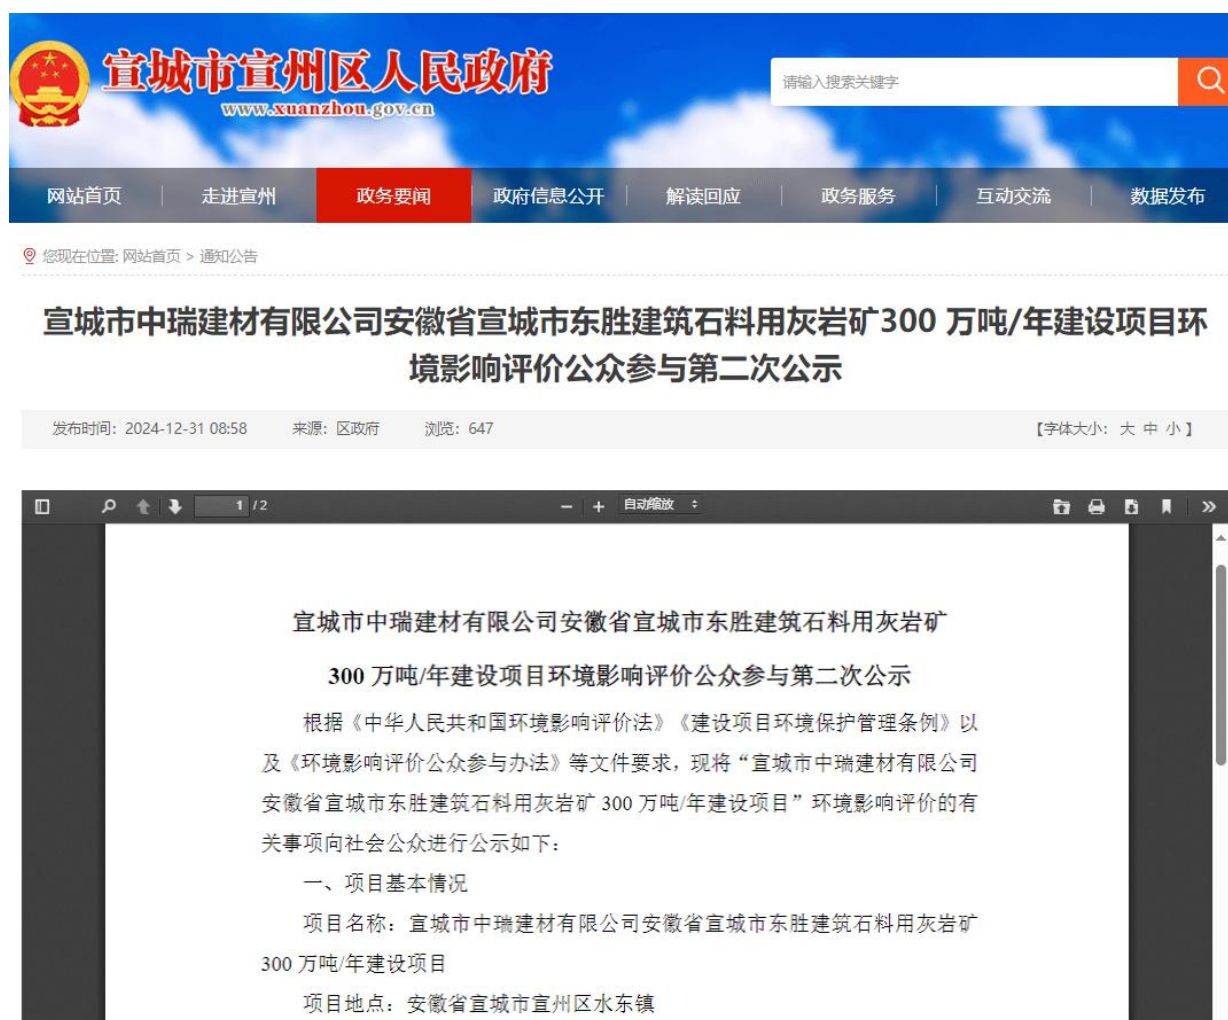 宣城市宣州区人民政府
www.xuanzhou.gov.cn
请输入搜索关键字
网站首页
走进宣州
政务要闻
政府信息公开
解读回应
政务服务
互动交流
数据发布
您现在位置: 网站首页 > 通知公告
宣城市中瑞建材有限公司安徽省宣城市东胜建筑石料用灰岩矿300 万吨/年建设项目环
境影响评价公众参与第二次公示
发布时间：2024-12-31 08:58 来源：区政府 浏览：647 【字体大小：大 中 小】
1 /2 自动缩放
宣城市中瑞建材有限公司安徽省宣城市东胜建筑石料用灰岩矿
300 万吨/年建设项目环境影响评价公众参与第二次公示
根据《中华人民共和国环境影响评价法》《建设项目环境保护管理条例》以
及《环境影响评价公众参与办法》等文件要求，现将“宣城市中瑞建材有限公司
安徽省宣城市东胜建筑石料用灰岩矿 300 万吨/年建设项目”环境影响评价的有
关事项向社会公众进行公示如下：
一、项目基本情况
项目名称：宣城市中瑞建材有限公司安徽省宣城市东胜建筑石料用灰岩矿
300 万吨/年建设项目
项目地点：安徽省宣城市宣州区水东镇